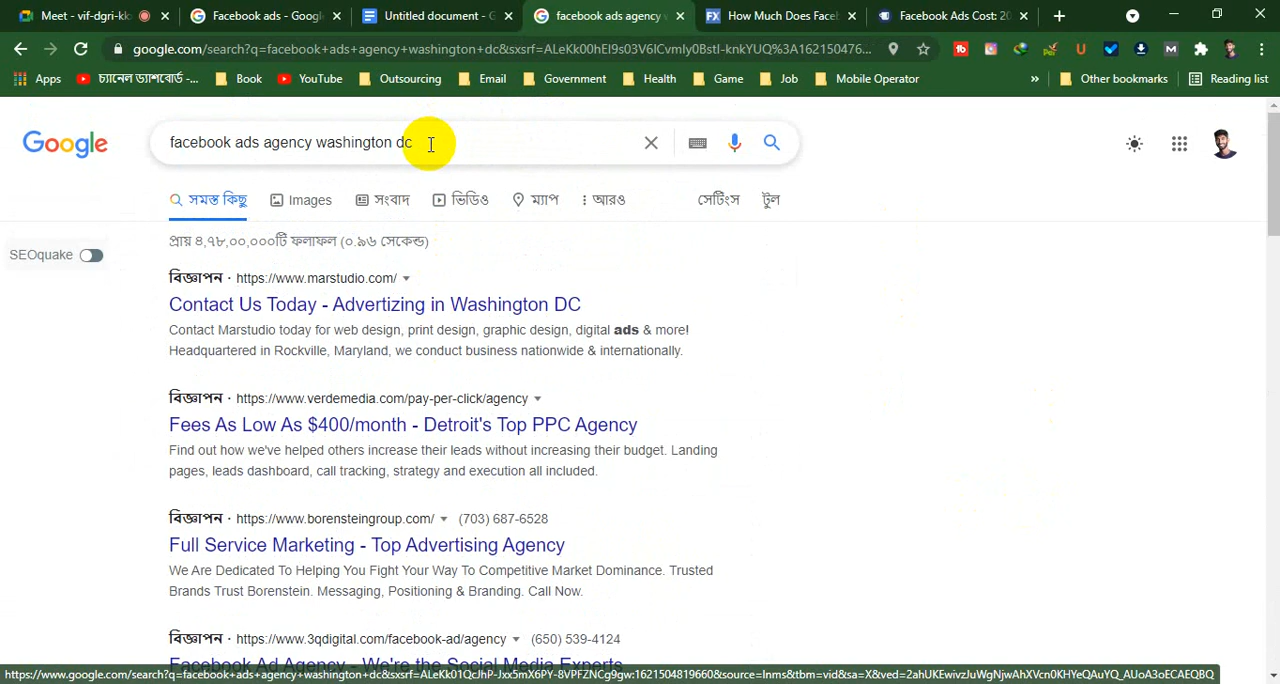 Meet - vif-dgri-kk
Facebook ads - Goog
Untitled document - G
facebook ads agency
How Much Does Face
Facebook Ads Cost: 20
google.com/search?q=facebook+ads+agency+washington+dc&sxsrf=ALeKk00hEI9s03V6ICvmIy0BstI-knkYUQ%3A162150476...
Apps
চ্যানেল ড্যাশবোর্ড -...
Book
YouTube
Outsourcing
Email
Government
Health
Game
Job
Mobile Operator
»
Other bookmarks
Reading list
Google
facebook ads agency washington dc
সমস্ত কিছু
Images
সংবাদ
ভিডিও
ম্যাপ
আরও
সেটিংস
টুল
SEOquake
প্রায় ৪,৭৮,০০,০০০টি ফলাফল (০.৯৬ সেকেন্ড)
বিজ্ঞাপন · https://www.marstudio.com/
Contact Us Today - Advertizing in Washington DC
Contact Marstudio today for web design, print design, graphic design, digital ads & more!
Headquartered in Rockville, Maryland, we conduct business nationwide & internationally.
বিজ্ঞাপন · https://www.verdemedia.com/pay-per-click/agency
Fees As Low As $400/month - Detroit's Top PPC Agency
Find out how we've helped others increase their leads without increasing their budget. Landing
pages, leads dashboard, call tracking, strategy and execution all included.
বিজ্ঞাপন · https://www.borensteingroup.com/ (703) 687-6528
Full Service Marketing - Top Advertising Agency
We Are Dedicated To Helping You Fight Your Way To Competitive Market Dominance. Trusted
Brands Trust Borenstein. Messaging, Positioning & Branding. Call Now.
বিজ্ঞাপন · https://www.3qdigital.com/facebook-ad/agency (650) 539-4124
Facebook Ad Agency - We're the Social Media Experts